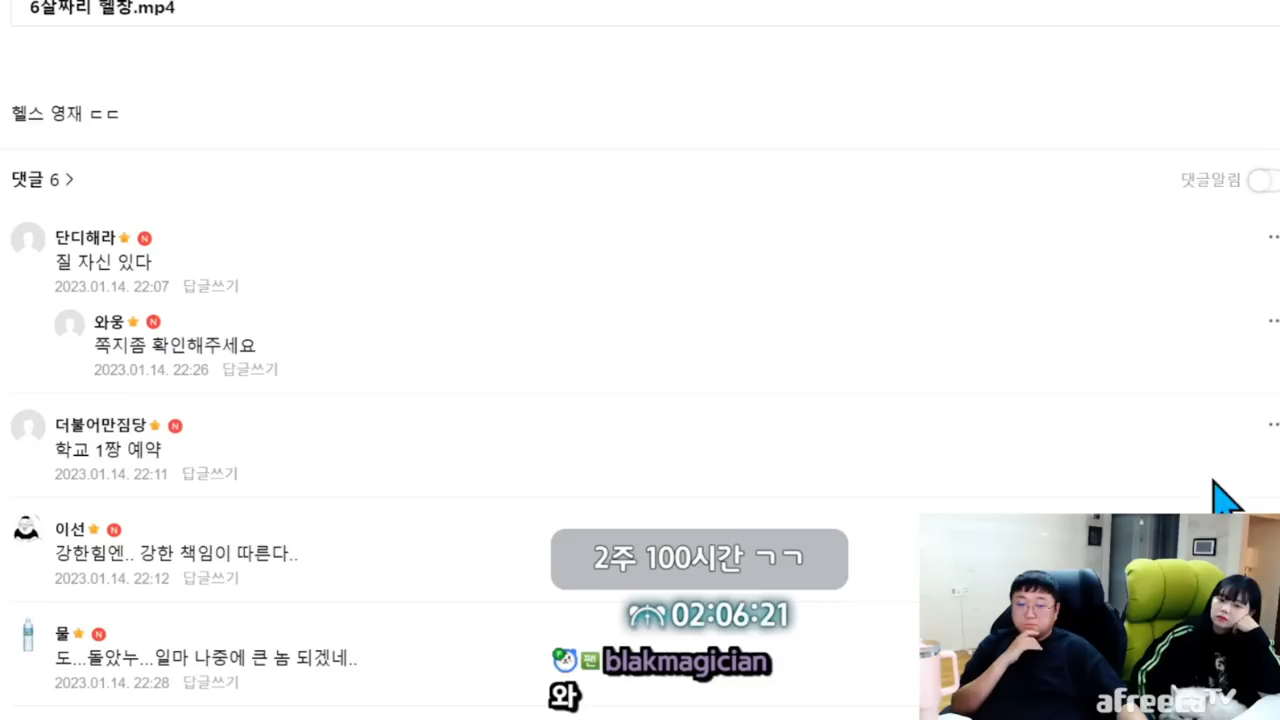 6살짜리 헬창.mp4
헬스 영재 ㄷㄷ
댓글 6 >
댓글알림
단디해라 N
질 자신 있다
2023.01.14. 22:07 답글쓰기
와웅 N
쪽지좀 확인해주세요
2023.01.14. 22:26 답글쓰기
더불어만짐당 N
학교 1짱 예약
2023.01.14. 22:11 답글쓰기
이선 N
강한힘엔.. 강한 책임이 따른다..
2023.01.14. 22:12 답글쓰기
물 N
도...돌았누...일마 나중에 큰 놈 되겠네..
2023.01.14. 22:28 답글쓰기
2주 100시간 ㄱㄱ
02:06:21
팬 blakmagician
와
afreecaTV